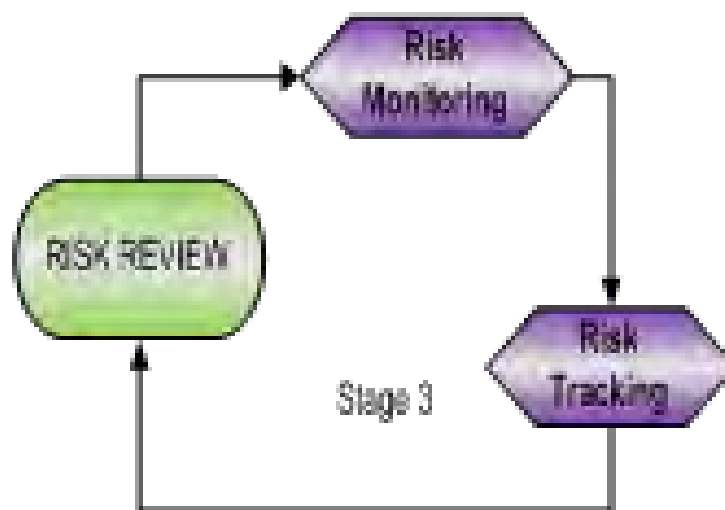 Risk
Monitoring
RISK REVIEW
Risk
Tracking
Stage 3